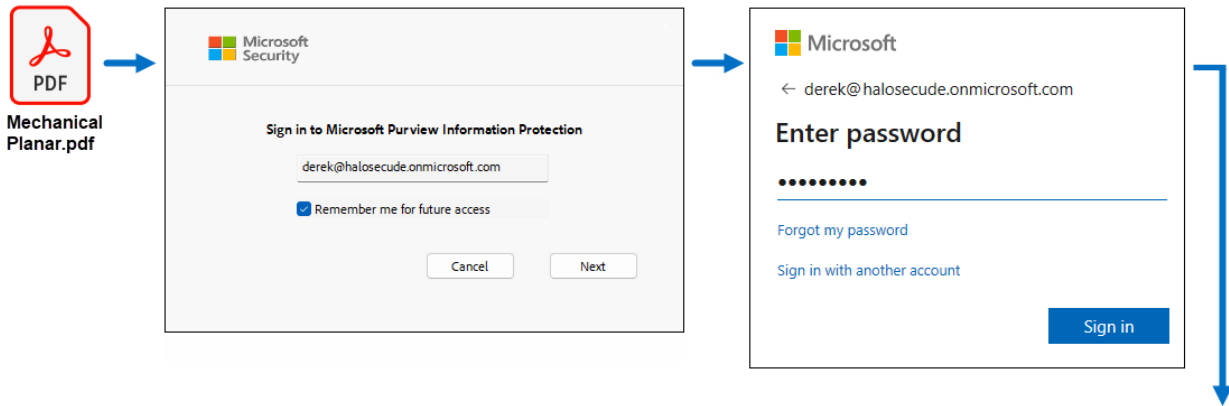 PDF
Mechanical
Planar.pdf
Microsoft
Security
Sign in to Microsoft Purview Information Protection
derek@halosecude.onmicrosoft.com
Remember me for future access
Cancel
Next
Microsoft
← derek@halosecude.onmicrosoft.com
Enter password
•••••••••
Forgot my password
Sign in with another account
Sign in